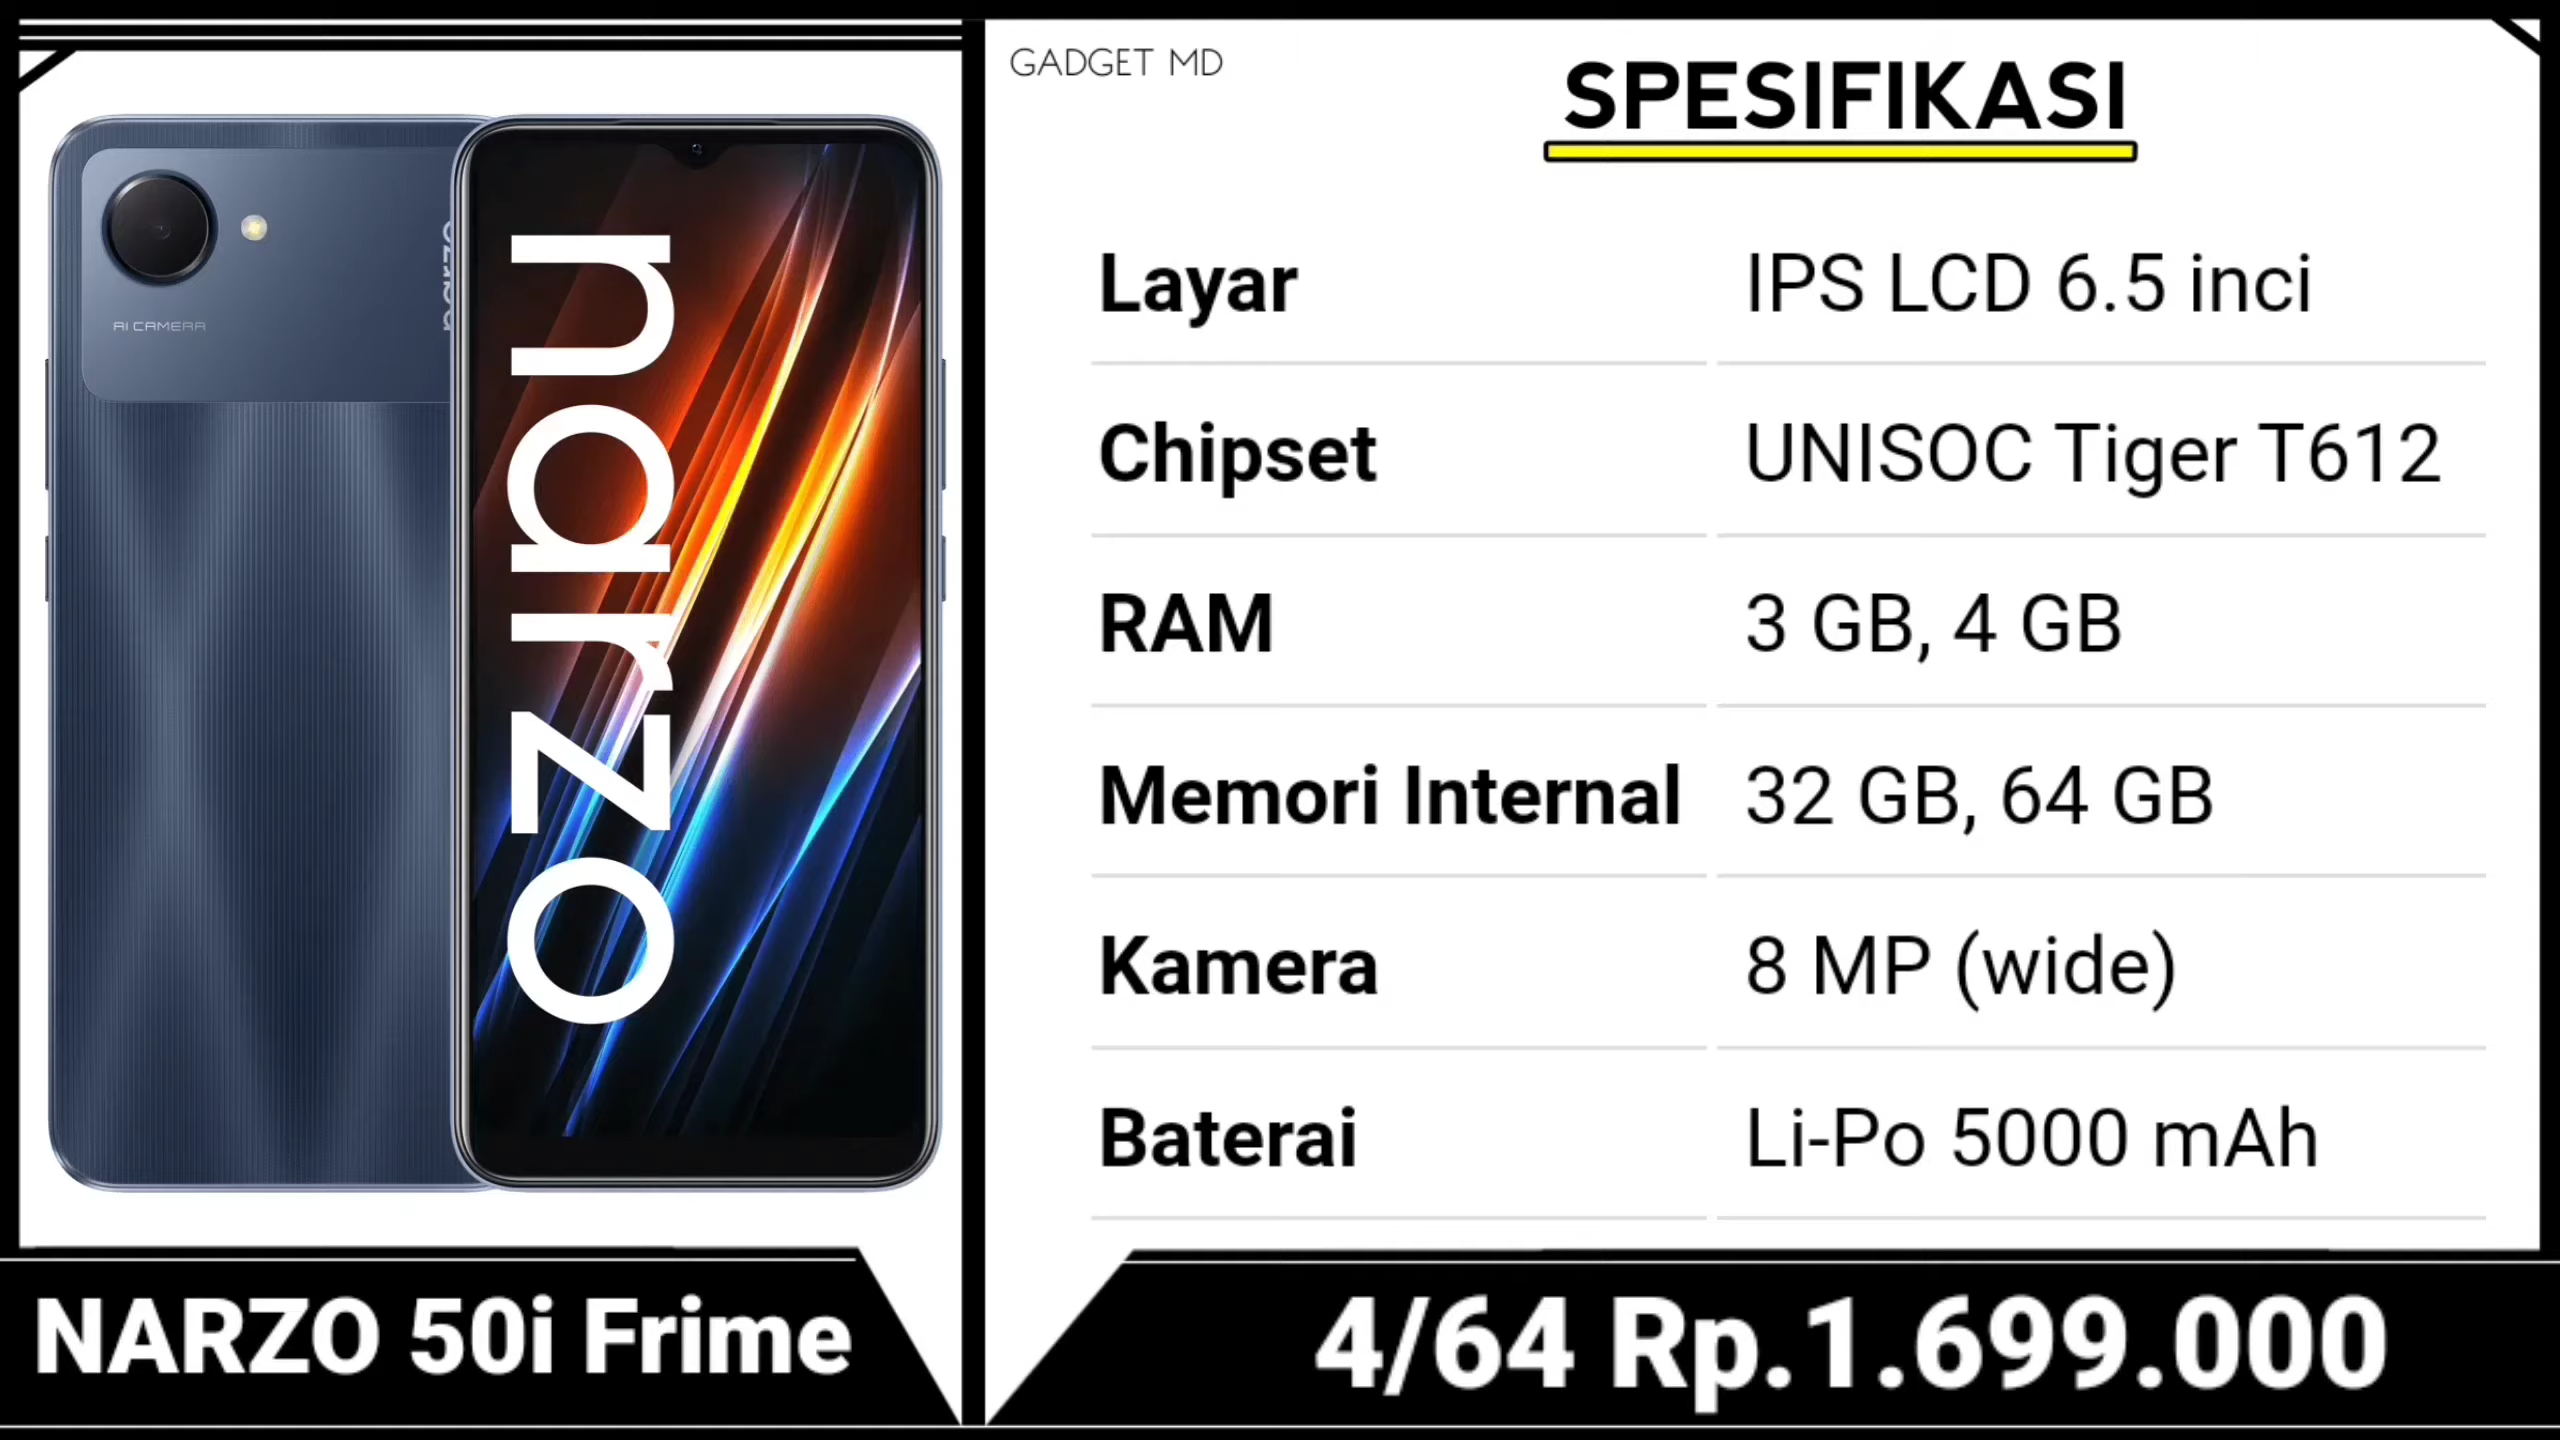 AI CAMERA
narzo
narzo
NARZO 50i Frime
GADGET MD
SPESIFIKASI
Layar IPS LCD 6.5 inci
Chipset UNISOC Tiger T612
RAM 3 GB, 4 GB
Memori Internal 32 GB, 64 GB
Kamera 8 MP (wide)
Baterai Li-Po 5000 mAh
4/64 Rp.1.699.000